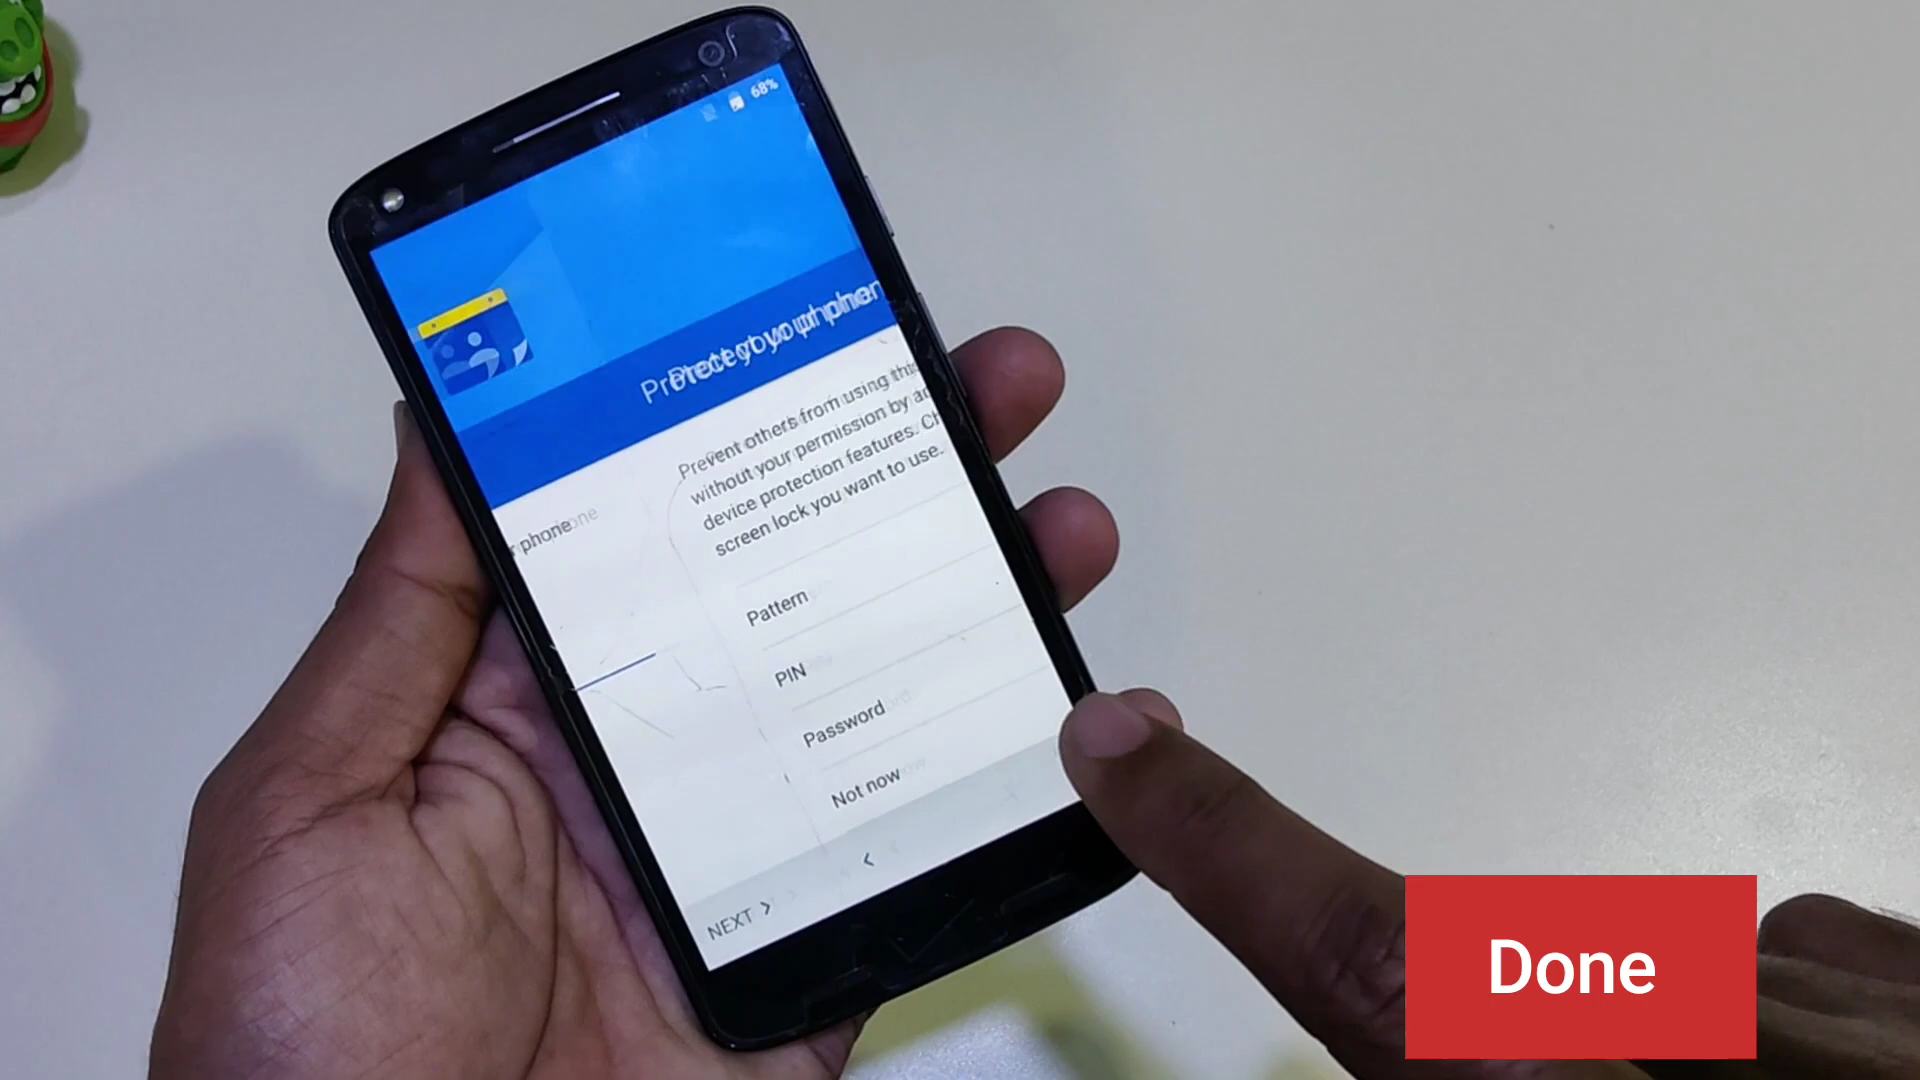 68%
Protect your phone
Prevent others from using this
without your permission by
device protection features.
screen lock you want to use.
phone
Pattern
PIN
Password
Not now
NEXT
Done